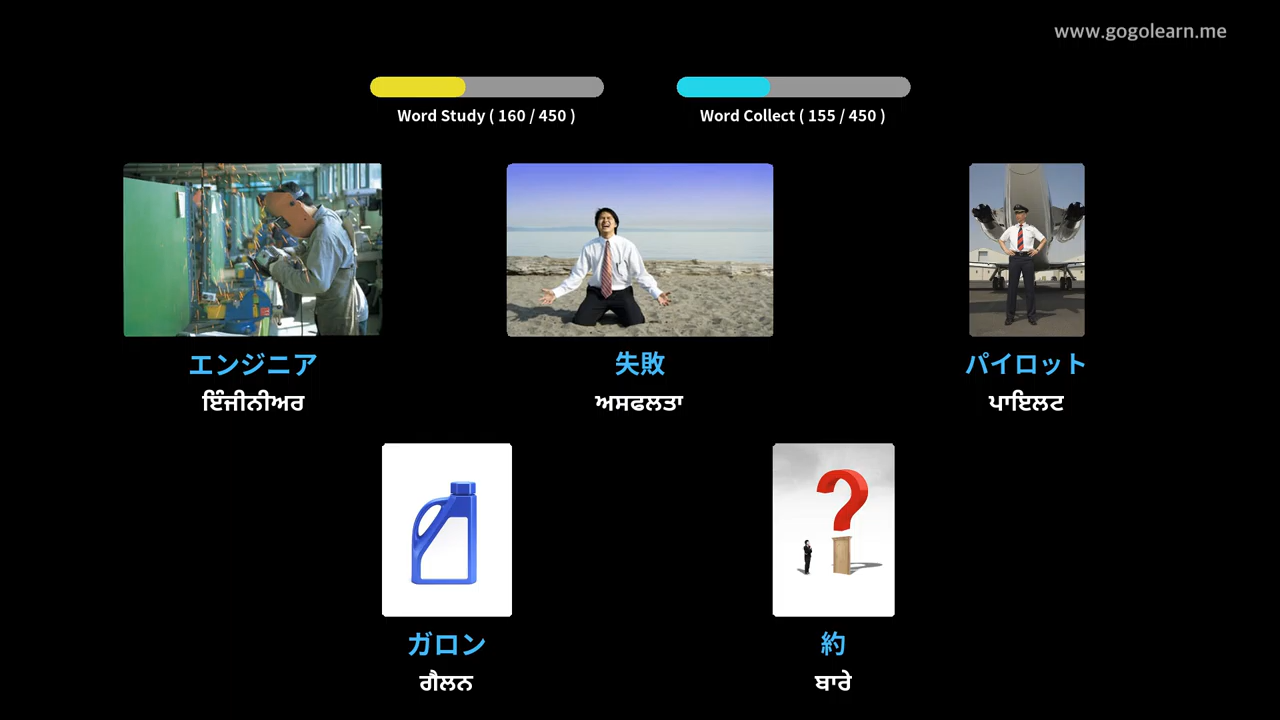 www.gogolearn.me
Word Study ( 160 / 450 )
Word Collect ( 155 / 450 )
エンジニア
ਇੰਜੀਨੀਅਰ
失敗
ਅਸਫਲਤਾ
パイロット
ਪਾਇਲਟ
ガロン
ਗੈਲਨ
約
ਬਾਰੇ